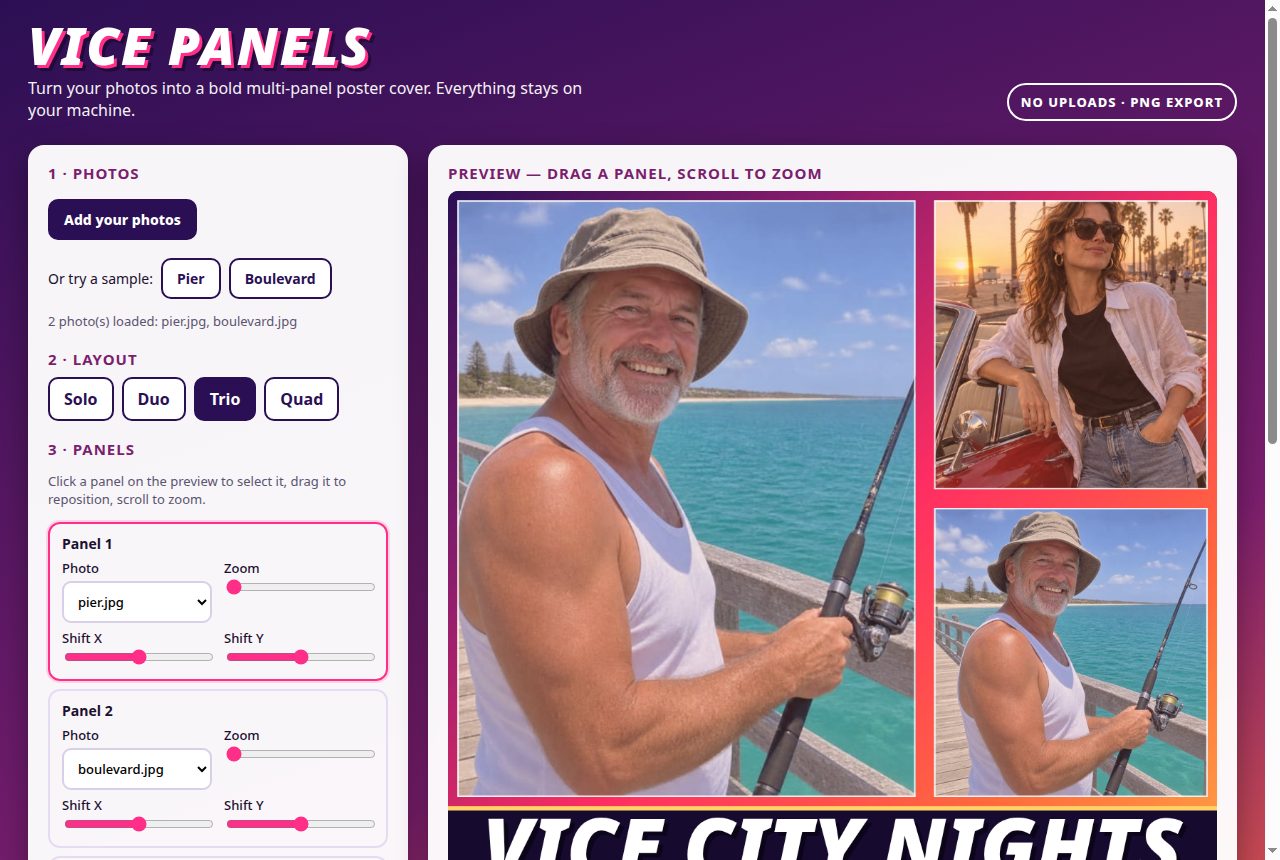 VICE PANELS
Turn your photos into a bold multi-panel poster cover. Everything stays on
your machine.
NO UPLOADS · PNG EXPORT
1 · PHOTOS
Add your photos
Or try a sample:
Pier
Boulevard
2 photo(s) loaded: pier.jpg, boulevard.jpg
2 · LAYOUT
Solo
Duo
Trio
Quad
3 · PANELS
Click a panel on the preview to select it, drag it to
reposition, scroll to zoom.
Panel 1
Photo
Zoom
pier.jpg
Shift X
Shift Y
Panel 2
Photo
Zoom
boulevard.jpg
Shift X
Shift Y
PREVIEW — DRAG A PANEL, SCROLL TO ZOOM
VICE CITY NIGHTS